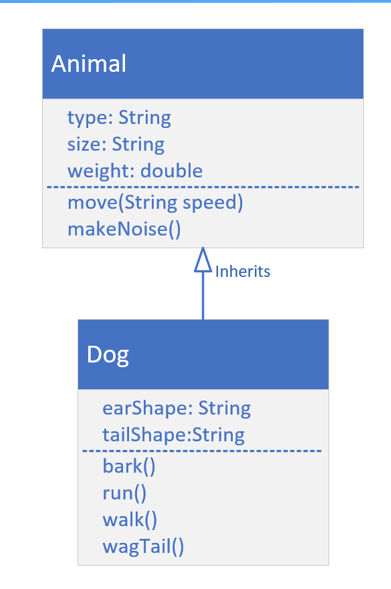 Animal
type: String
size: String
weight: double
move(String speed)
makeNoise()
Inherits
Dog
earShape: String
tailShape:String
bark()
run()
walk()
wagTail()